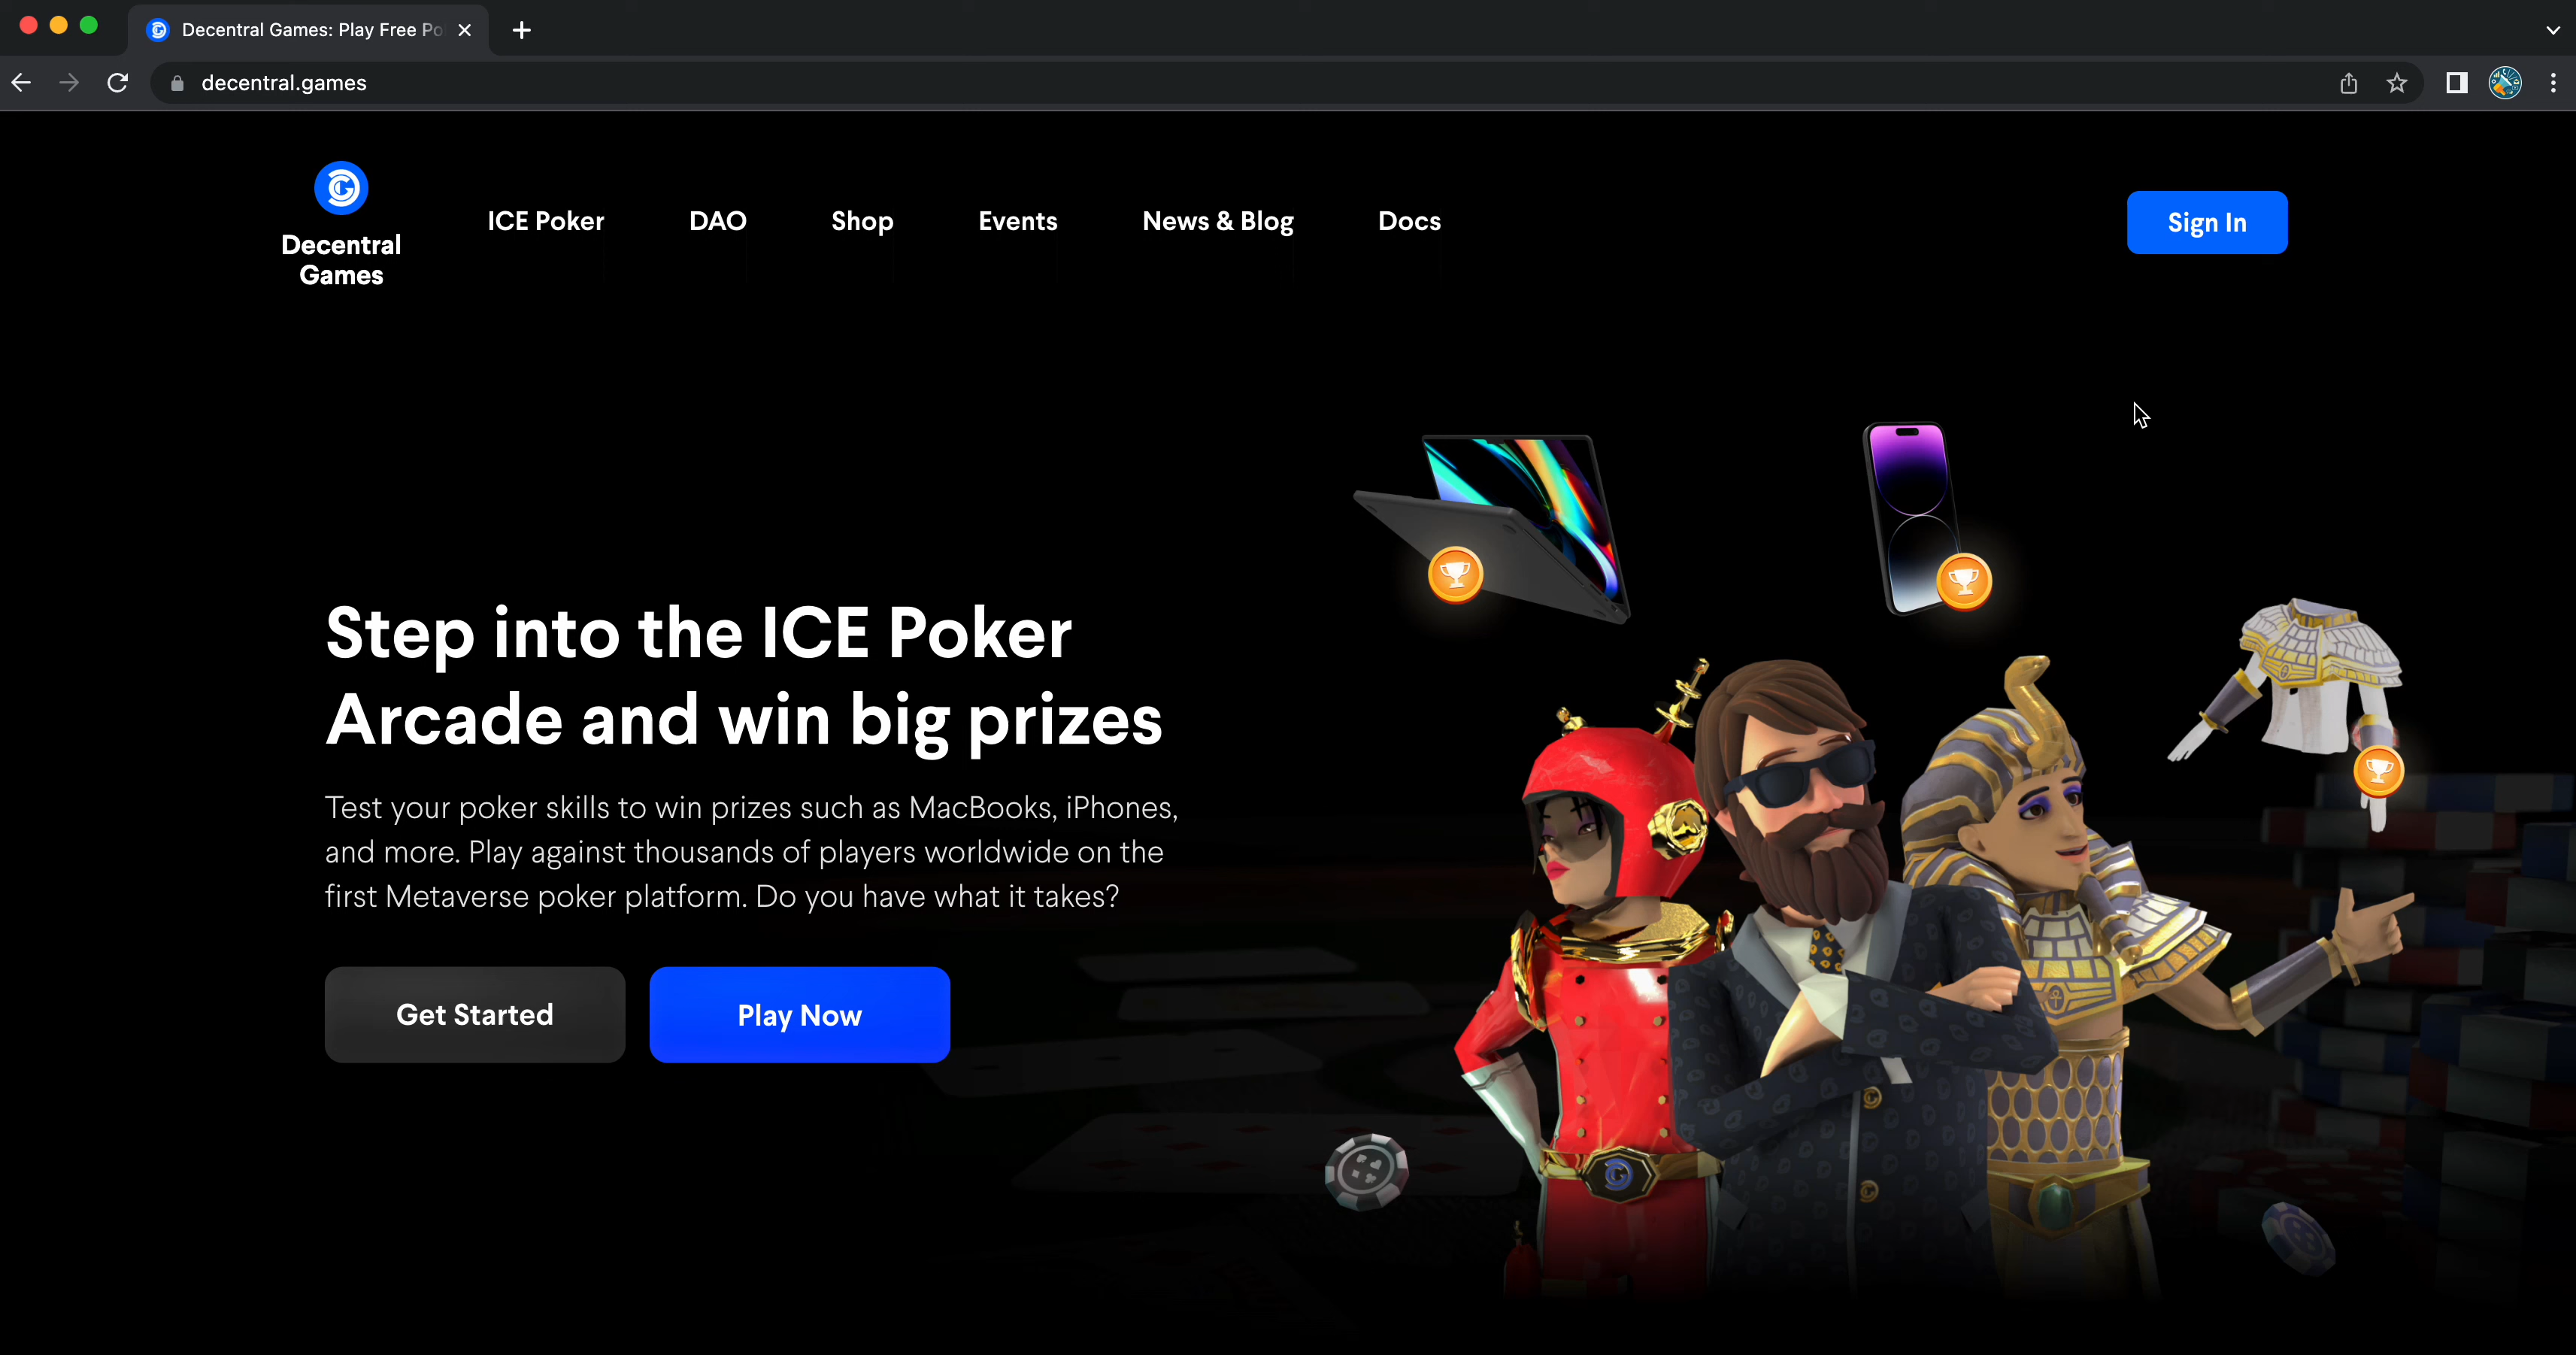 Decentral Games: Play Free Po
decentral.games
Decentral
Games
ICE Poker
DAO
Shop
Events
News & Blog
Docs
Sign In
Step into the ICE Poker
Arcade and win big prizes
Test your poker skills to win prizes such as MacBooks, iPhones,
and more. Play against thousands of players worldwide on the
first Metaverse poker platform. Do you have what it takes?
Get Started
Play Now